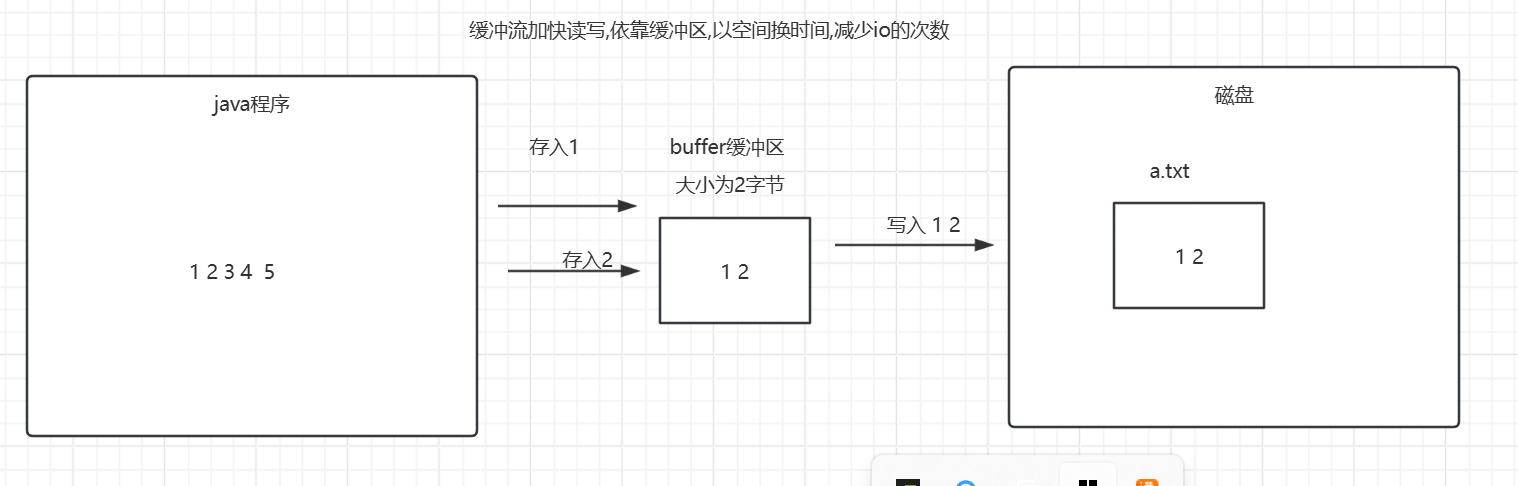 缓冲流加快读写,依靠缓冲区,以空间换时间,减少io的次数
java程序
磁盘
存入1
buffer缓冲区
大小为2字节
a.txt
写入 1 2
存入2
1 2 3 4  5
1 2
1 2